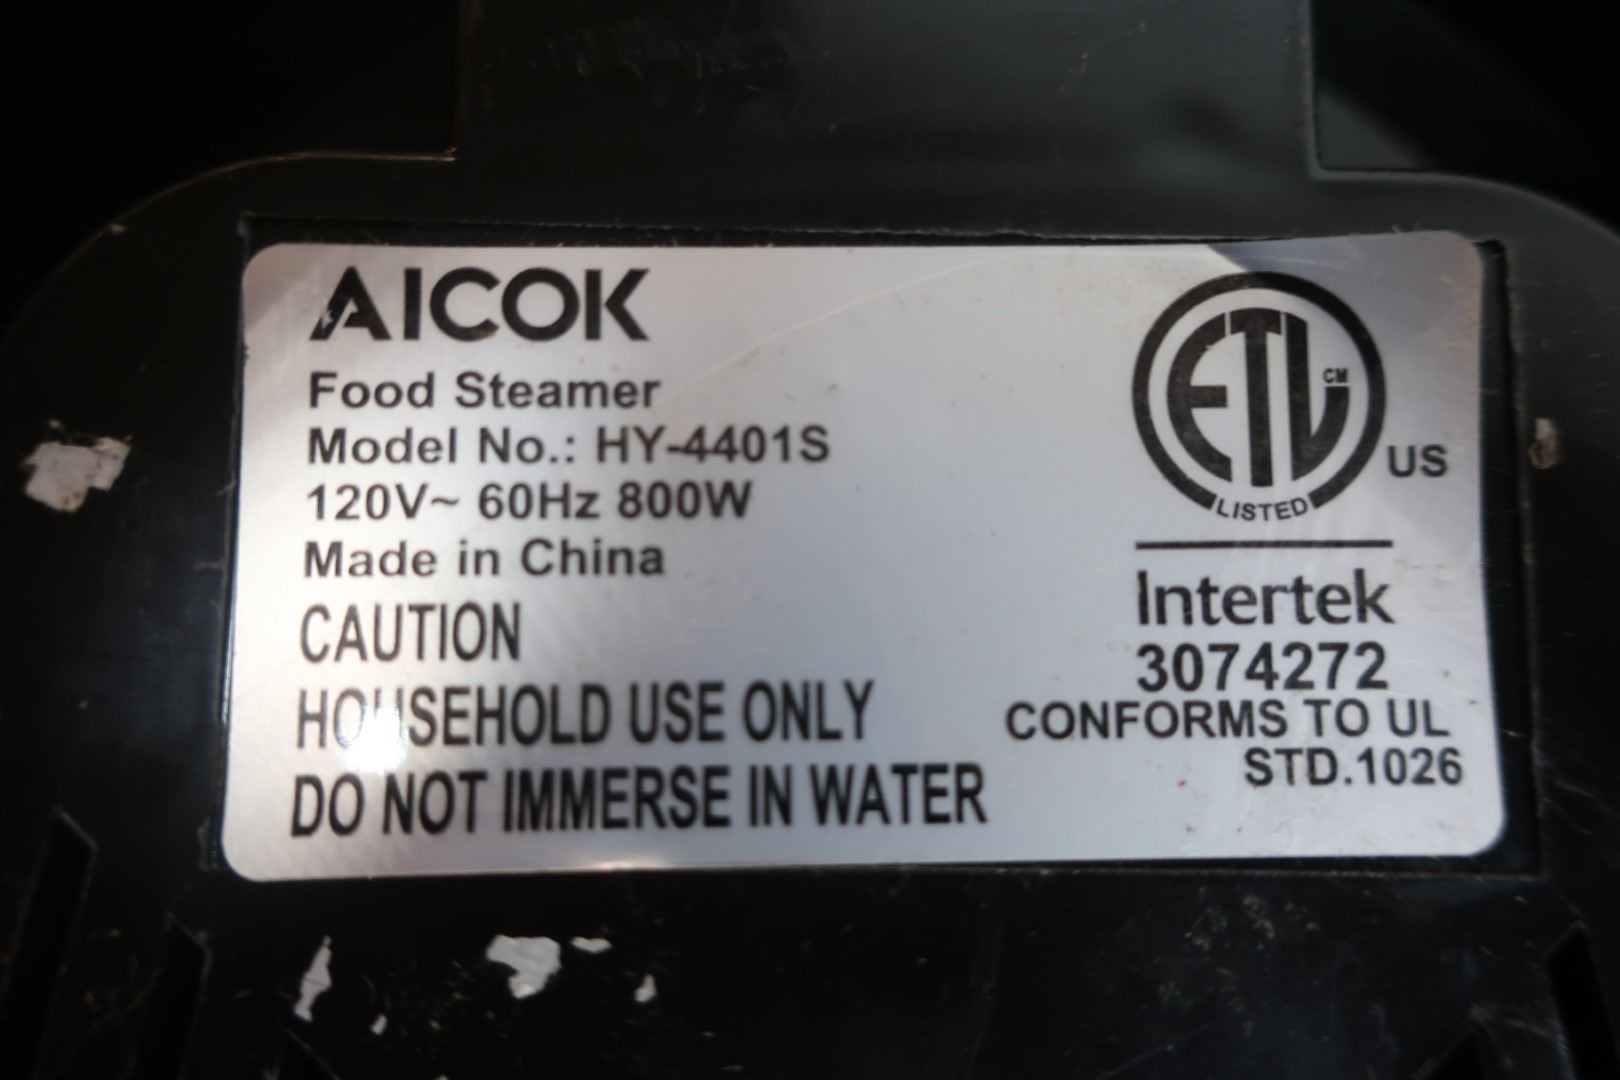 AICOK
Food Steamer
Model No.: HY-4401S
120V~ 60Hz 800W
Made in China
CAUTION
HOUSEHOLD USE ONLY
DO NOT IMMERSE IN WATER
ETL CM
LISTED
US
Intertek
3074272
CONFORMS TO UL
STD.1026